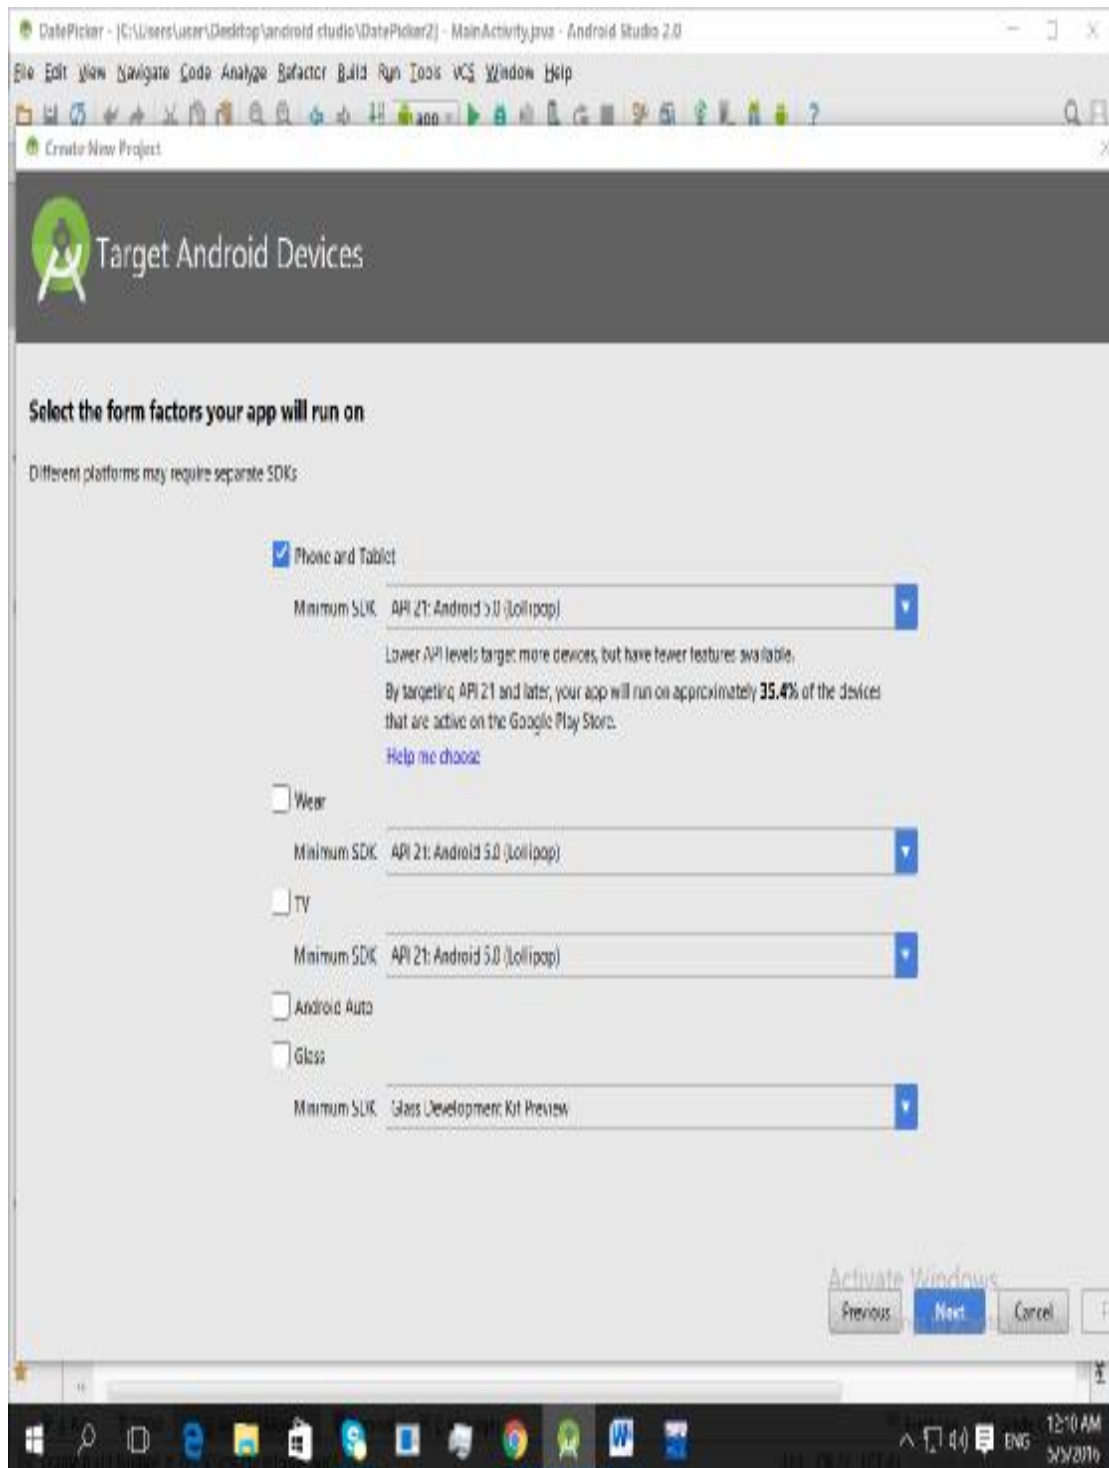 DatePicker - [C:\Users\user\Desktop\android studio\DatePicker2] - MainActivity.java - Android Studio 2.0
File Edit View Navigate Code Analyze Refactor Build Run Tools VCS Window Help
app
?
Create New Project
Target Android Devices
Select the form factors your app will run on
Different platforms may require separate SDKs
Phone and Tablet
Minimum SDK API 21: Android 5.0 (Lollipop)
Lower API levels target more devices, but have fewer features available.
By targeting API 21 and later, your app will run on approximately 35.4% of the devices
that are active on the Google Play Store.
Help me choose
Wear
Minimum SDK API 21: Android 5.0 (Lollipop)
TV
Minimum SDK API 21: Android 5.0 (Lollipop)
Android Auto
Glass
Minimum SDK Glass Development Kit Preview
Activate Windows
Previous Next Cancel F
ENG 12:10 AM
5/5/2016